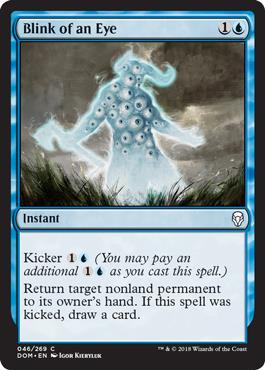 Blink of an Eye 1
Instant
Kicker 1 (You may pay an
additional 1 as you cast this spell.)
Return target nonland permanent
to its owner's hand. If this spell was
kicked, draw a card.
046/269 C
DOM • EN Igor Kieryluk
™ & © 2018 Wizards of the Coast